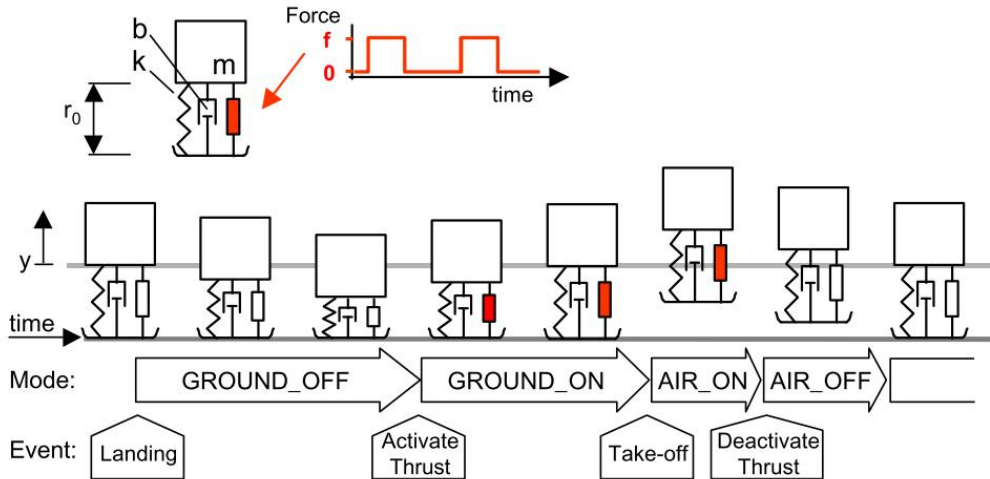 Force
b
f
k
m
0
time
r₀
y
time
Mode:
GROUND_OFF
GROUND_ON
AIR_ON
AIR_OFF
Event:
Landing
Activate
Thrust
Take-off
Deactivate
Thrust